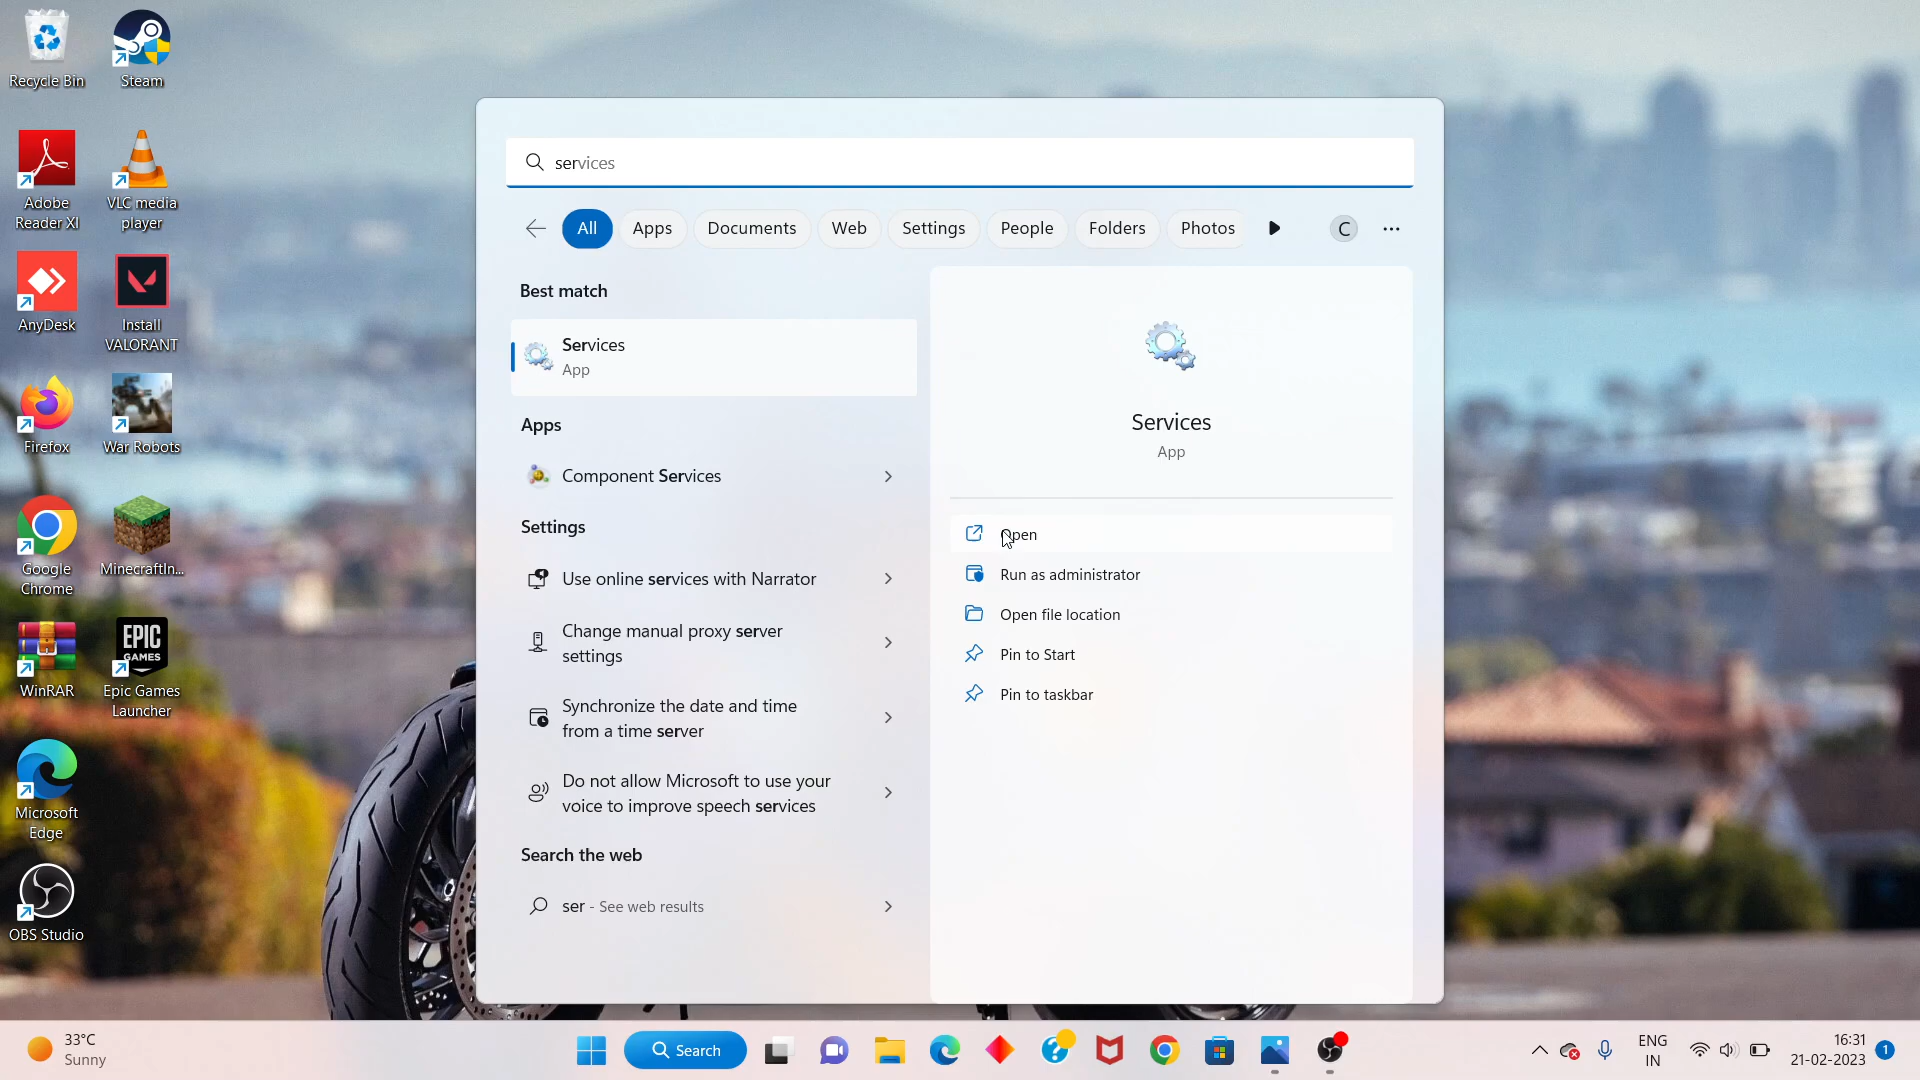 Recycle Bin
Steam
Adobe
Reader XI
VLC media
player
AnyDesk
Install
VALORANT
Firefox
War Robots
Google
Chrome
MinecraftIn...
WinRAR
EPIC
GAMES
Epic Games
Launcher
Microsoft
Edge
OBS Studio
services
All
Apps
Documents
Web
Settings
People
Folders
Photos
C
Best match
Services
App
Apps
Component Services
Settings
Use online services with Narrator
Change manual proxy server
settings
Synchronize the date and time
from a time server
Do not allow Microsoft to use your
voice to improve speech services
Search the web
ser - See web results
Services
App
Open
Run as administrator
Open file location
Pin to Start
Pin to taskbar
33°C
Sunny
Search
ENG
IN
16:31
21-02-2023
1